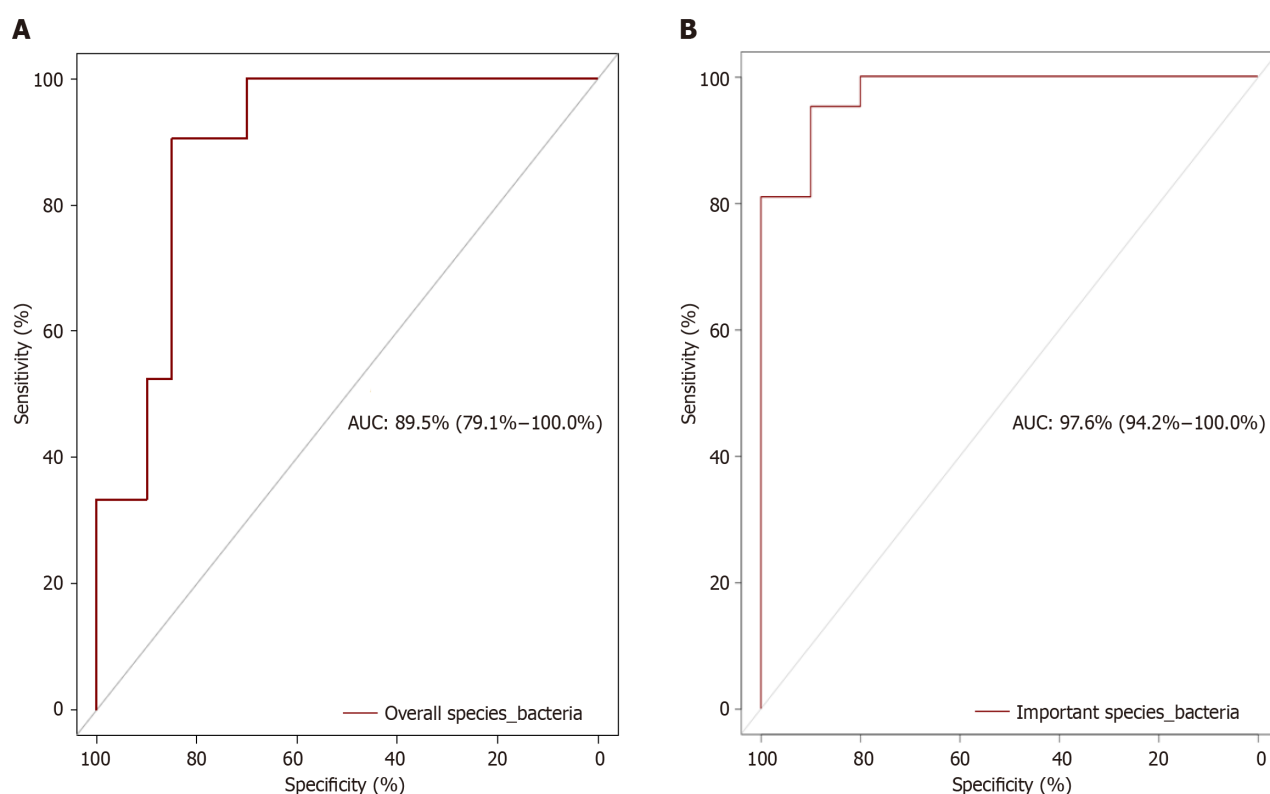 A
100
80
60
40
20
0
Sensitivity (%)
AUC: 89.5% (79.1%−100.0%)
Overall species_bacteria
100 80 60 40 20 0
Specificity (%)
B
100
80
60
40
20
0
Sensitivity (%)
AUC: 97.6% (94.2%−100.0%)
Important species_bacteria
100 80 60 40 20 0
Specificity (%)